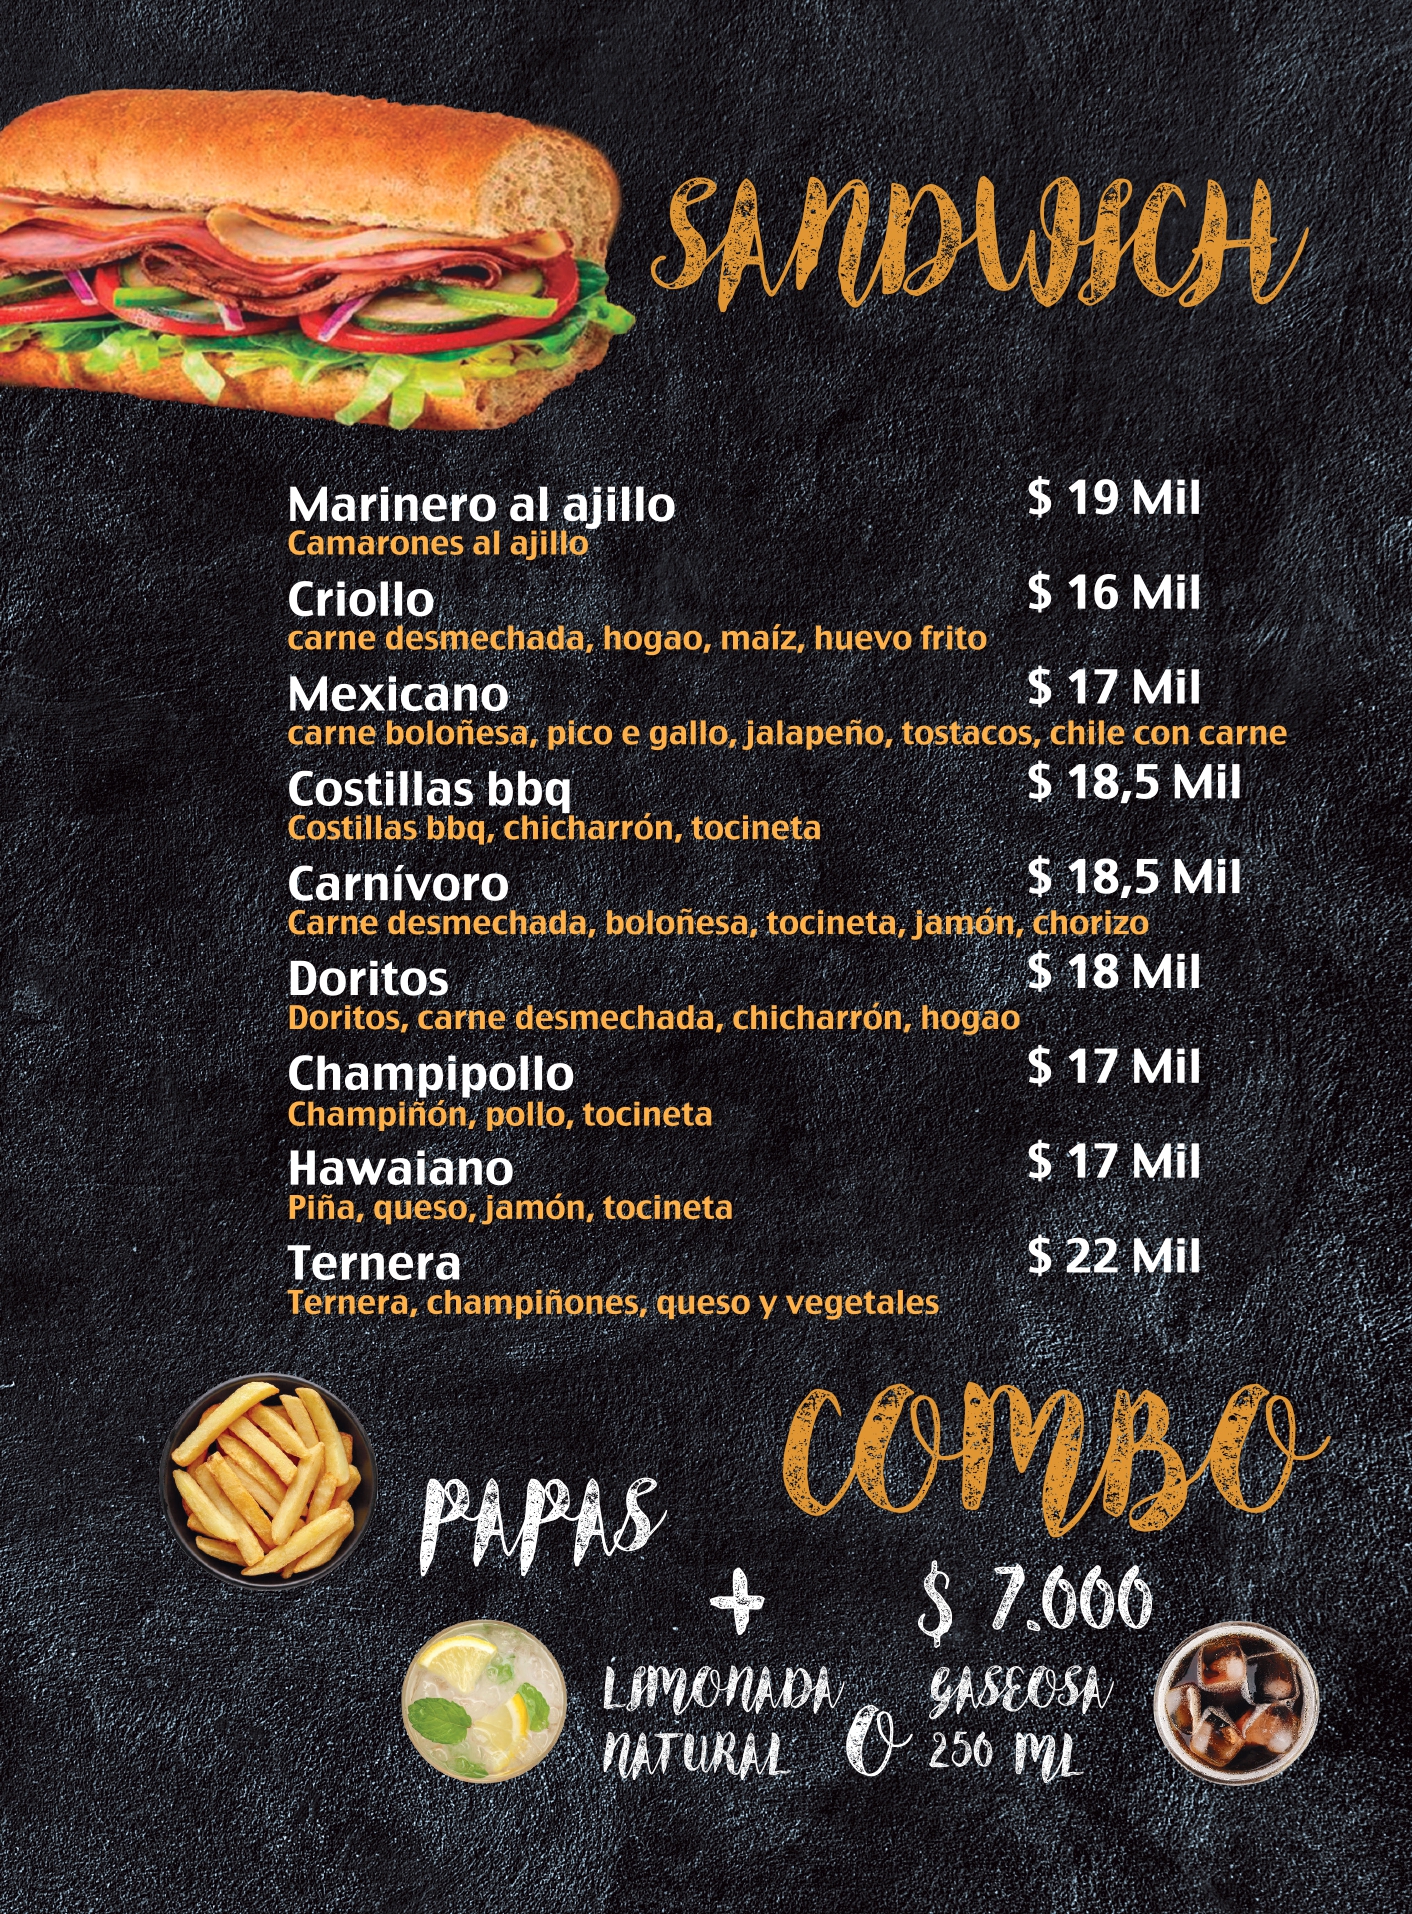 SANDWICH
Marinero al ajillo $ 19 Mil
Camarones al ajillo
Criollo $ 16 Mil
carne desmechada, hogao, maíz, huevo frito
Mexicano $ 17 Mil
carne boloñesa, pico e gallo, jalapeño, tostacos, chile con carne
Costillas bbq $ 18,5 Mil
Costillas bbq, chicharrón, tocineta
Carnívoro $ 18,5 Mil
Carne desmechada, boloñesa, tocineta, jamón, chorizo
Doritos $ 18 Mil
Doritos, carne desmechada, chicharrón, hogao
Champipollo $ 17 Mil
Champiñón, pollo, tocineta
Hawaiano $ 17 Mil
Piña, queso, jamón, tocineta
Ternera $ 22 Mil
Ternera, champiñones, queso y vegetales
COMBO
PAPAS
+ $ 7.000
LIMONADA O GASEOSA
NATURAL 250 ML